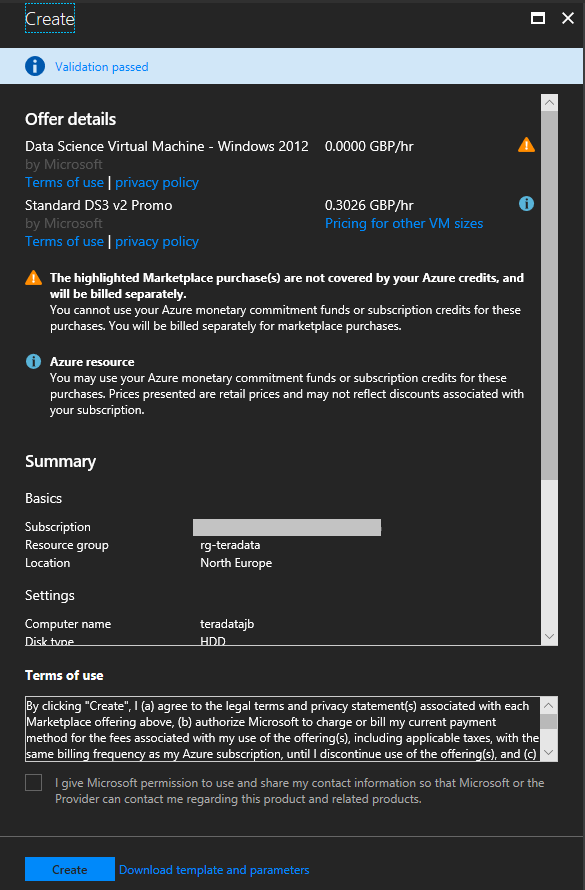 Create
Validation passed
Offer details
Data Science Virtual Machine - Windows 2012 0.0000 GBP/hr
by Microsoft
Terms of use | privacy policy
Standard DS3 v2 Promo 0.3026 GBP/hr
by Microsoft Pricing for other VM sizes
Terms of use | privacy policy
The highlighted Marketplace purchase(s) are not covered by your Azure credits, and
will be billed separately.
You cannot use your Azure monetary commitment funds or subscription credits for these
purchases. You will be billed separately for marketplace purchases.
Azure resource
You may use your Azure monetary commitment funds or subscription credits for these
purchases. Prices presented are retail prices and may not reflect discounts associated with
your subscription.
Summary
Basics
Subscription
Resource group rg-teradata
Location North Europe
Settings
Computer name teradatajb
Disk type HDD
Terms of use
By clicking "Create", I (a) agree to the legal terms and privacy statement(s) associated with each
Marketplace offering above, (b) authorize Microsoft to charge or bill my current payment
method for the fees associated with my use of the offering(s), including applicable taxes, with the
same billing frequency as my Azure subscription, until I discontinue use of the offering(s), and (c)
I give Microsoft permission to use and share my contact information so that Microsoft or the
Provider can contact me regarding this product and related products.
Create Download template and parameters